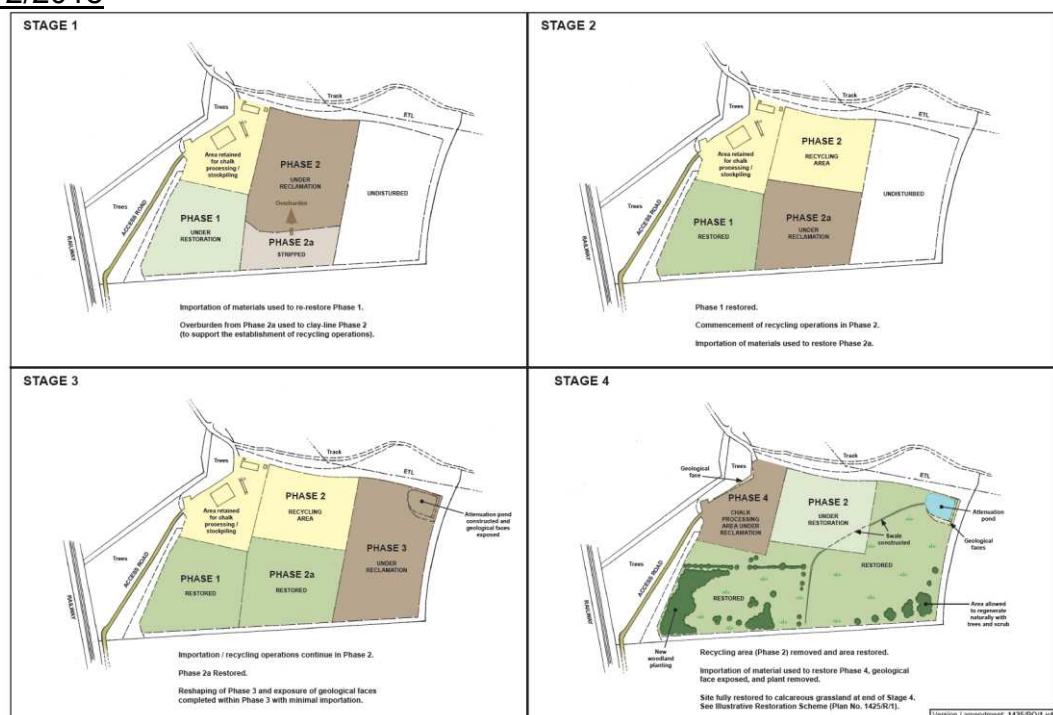 2/2018
STAGE 1
Track
Trees
ETL
Area retained
for chalk
processing /
stockpiling
PHASE 2
UNDER
RECLAMATION
Overburden
UNDISTURBED
Trees
ACCESS ROAD
RAILWAY
PHASE 1
UNDER
RESTORATION
PHASE 2a
STRIPPED
Importation of materials used to re-restore Phase 1.
Overburden from Phase 2a used to clay-line Phase 2
(to support the establishment of recycling operations).
STAGE 2
Track
Trees
ETL
Area retained
for chalk
processing /
stockpiling
PHASE 2
RECYCLING
AREA
UNDISTURBED
Trees
ACCESS ROAD
RAILWAY
PHASE 1
RESTORED
PHASE 2a
UNDER
RECLAMATION
Phase 1 restored.
Commencement of recycling operations in Phase 2.
Importation of materials used to restore Phase 2a.
STAGE 3
Track
Trees
ETL
Area retained
for chalk
processing /
stockpiling
PHASE 2
RECYCLING
AREA
Attenuation pond
constructed and
geological faces
exposed
PHASE 3
UNDER
RECLAMATION
Trees
ACCESS ROAD
RAILWAY
PHASE 1
RESTORED
PHASE 2a
RESTORED
Importation / recycling operations continue in Phase 2.
Phase 2a Restored.
Reshaping of Phase 3 and exposure of geological faces
completed within Phase 3 with minimal importation.
STAGE 4
Track
Geological
face
Trees
ETL
PHASE 4
CHALK
PROCESSING
AREA UNDER
RECLAMATION
PHASE 2
UNDER
RESTORATION
Attenuation
pond
Swale
constructed
Geological
faces
Trees
ACCESS ROAD
RAILWAY
RESTORED
RESTORED
Area allowed
to regenerate
naturally with
trees and scrub
New
woodland
planting
Recycling area (Phase 2) removed and area restored.
Importation of material used to restore Phase 4, geological
face exposed, and plant removed.
Site fully restored to calcareous grassland at end of Stage 4.
See Illustrative Restoration Scheme (Plan No. 1425/R/1).